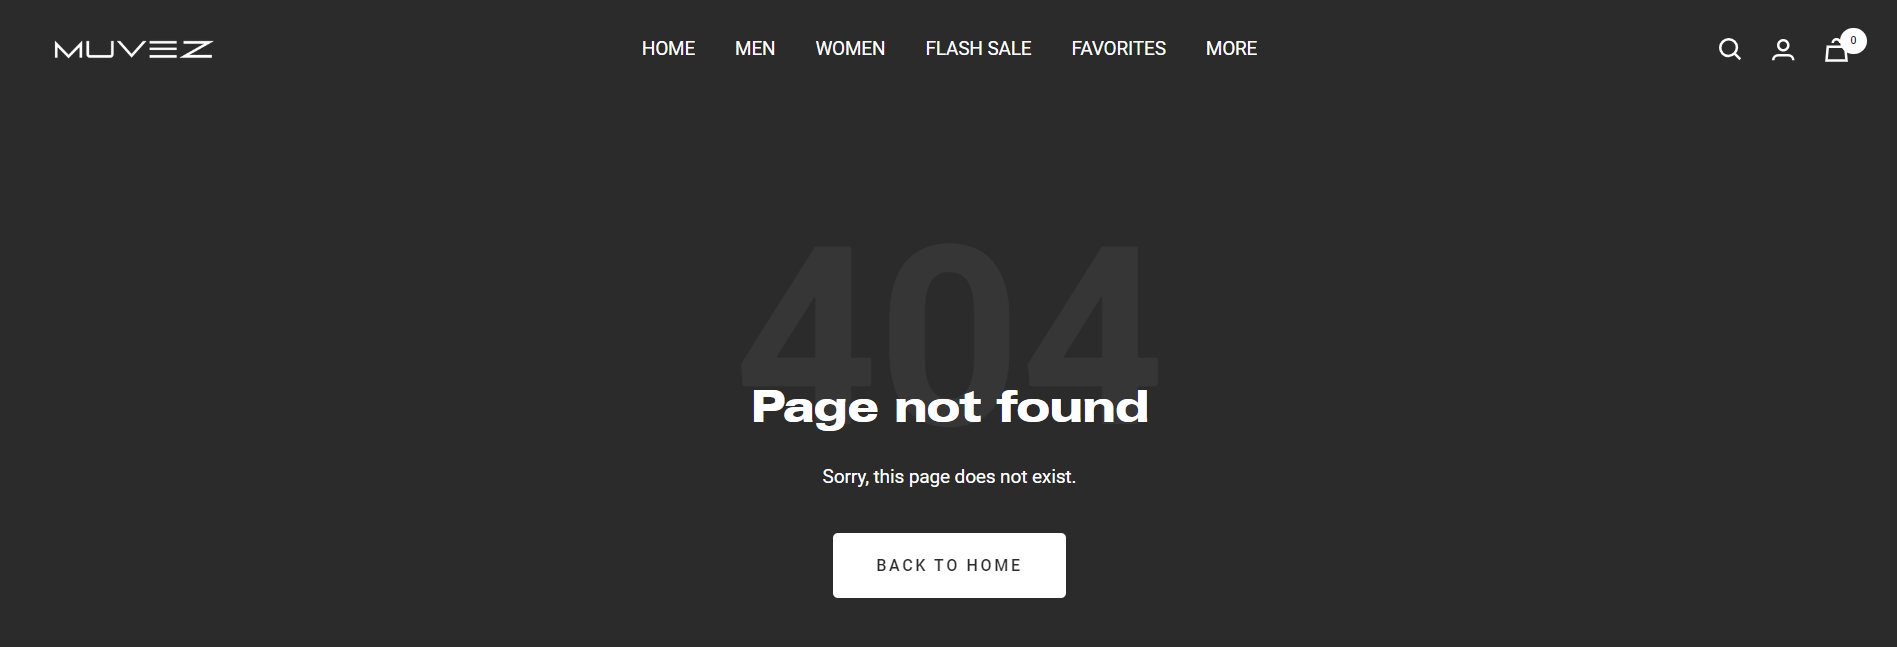 MUVEZ
HOME MEN WOMEN FLASH SALE FAVORITES MORE
0
404
Page not found
Sorry, this page does not exist.
BACK TO HOME